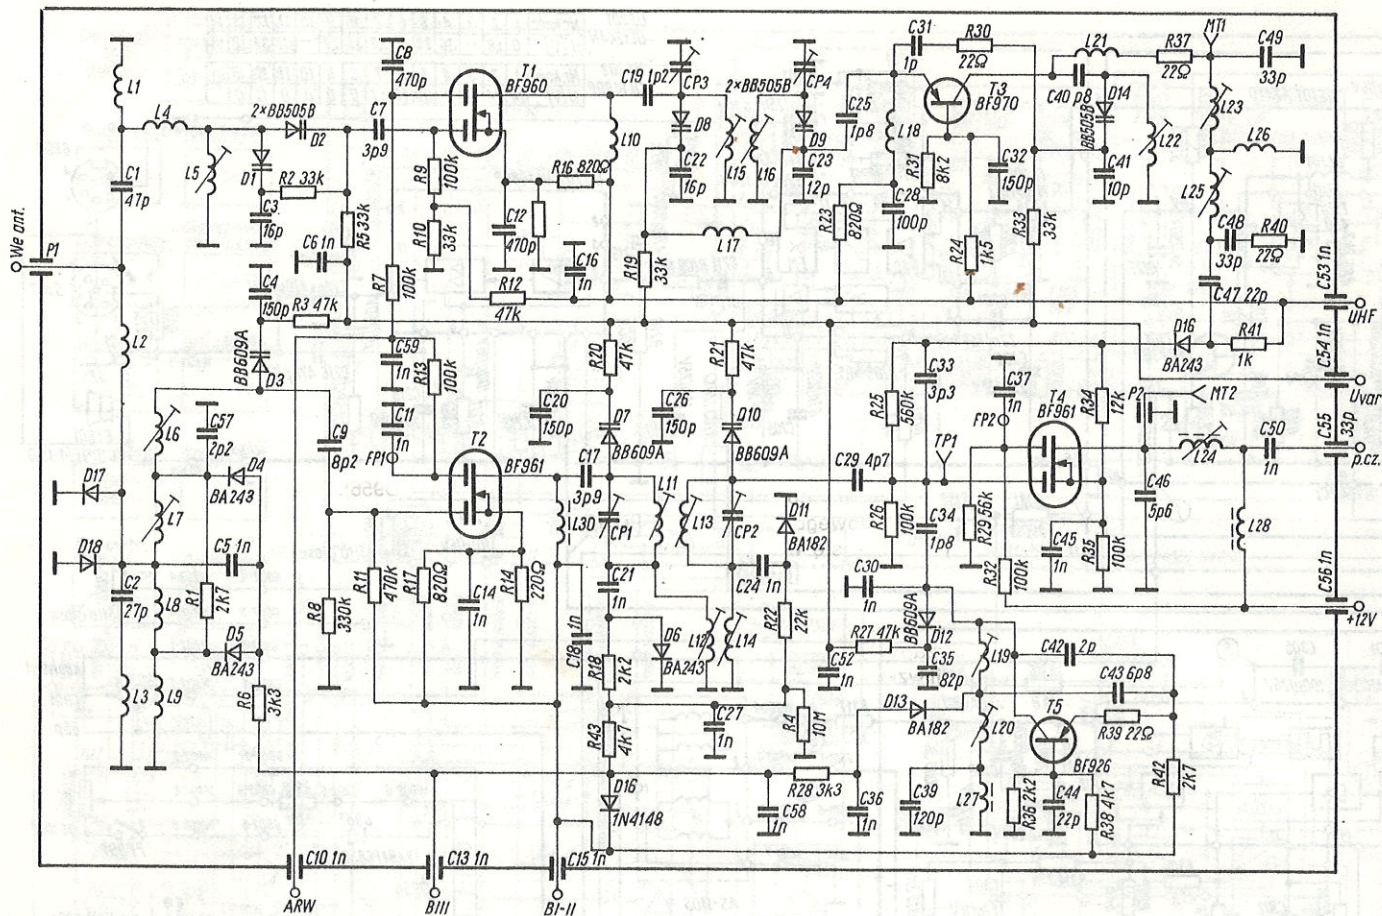 C8
470p
T1
BF960
C19 1p2
CP3
2×BB505B
CP4
C31
1p
R30
22Ω
L21
R37
22Ω
MT1
C49
33p
L1
L4
2×BB505B
D2
C7
3p9
D8
D9
C25
1p8
T3
BF970
C40 p8
D14
BB505B
L23
L10
L18
L22
L26
C1
47p
L5
D1
R2 33k
R9
100k
R16 820Ω
C22
16p
L15
L16
C23
12p
R31
8k2
C32
150p
C41
10p
L25
C3
16p
R5 33k
R10
33k
C12
470p
C28
100p
R23
820Ω
R33
33k
C48
33p
R40
22Ω
We ant.
P1
C6 1n
R7
100k
C16
1n
R12
47k
R19
33k
L17
R24
1k5
C47 22p
C53 1n
UHF
C4
150p
R3 47k
D16
BA243
R41
1k
C54 1n
Uvar
L2
BB609A
D3
C59
1n
R13
100k
R20
47k
R21
47k
C33
3p3
C37
1n
R34
12k
P2
MT2
C11
1n
C20
150p
D7
BB609A
C26
150p
D10
BB609A
R25
560k
FP2
T4
BF961
C55
33p
p.cz.
L6
C57
2p2
C9
8p2
FP1
T2
BF961
C17
3p9
L11
C29 4p7
TP1
L24
C50
1n
D17
D4
BA243
L7
L30
CP1
L13
CP2
D11
BA182
R26
100k
C34
1p8
R29 56k
C46
5p6
L28
D18
C5 1n
C45
1n
R35
100k
C2
27p
L8
R1
2k7
R8
330k
R11
470k
R17
820Ω
C14
1n
R14
220Ω
C21
1n
C24
1n
C30
1n
R32
100k
C56 1n
+12V
D5
BA243
C18 1n
D6
BA243
L12
L14
R22
22k
BB609A
D12
R27 47k
L19
C42 2p
L3
L9
R6
3k3
R18
2k2
C52
1n
C35
82p
C43 6p8
R43
4k7
C27
1n
R4
10M
D13
BA182
L20
T5
R39 22Ω
BF926
R42
2k7
D16
1N4148
R28 3k3
C58
1n
C36
1n
C39
120p
L27
R36 2k2
C44
22p
R38 4k7
C10 1n
ARW
C13 1n
BIII
C15 1n
BI-II